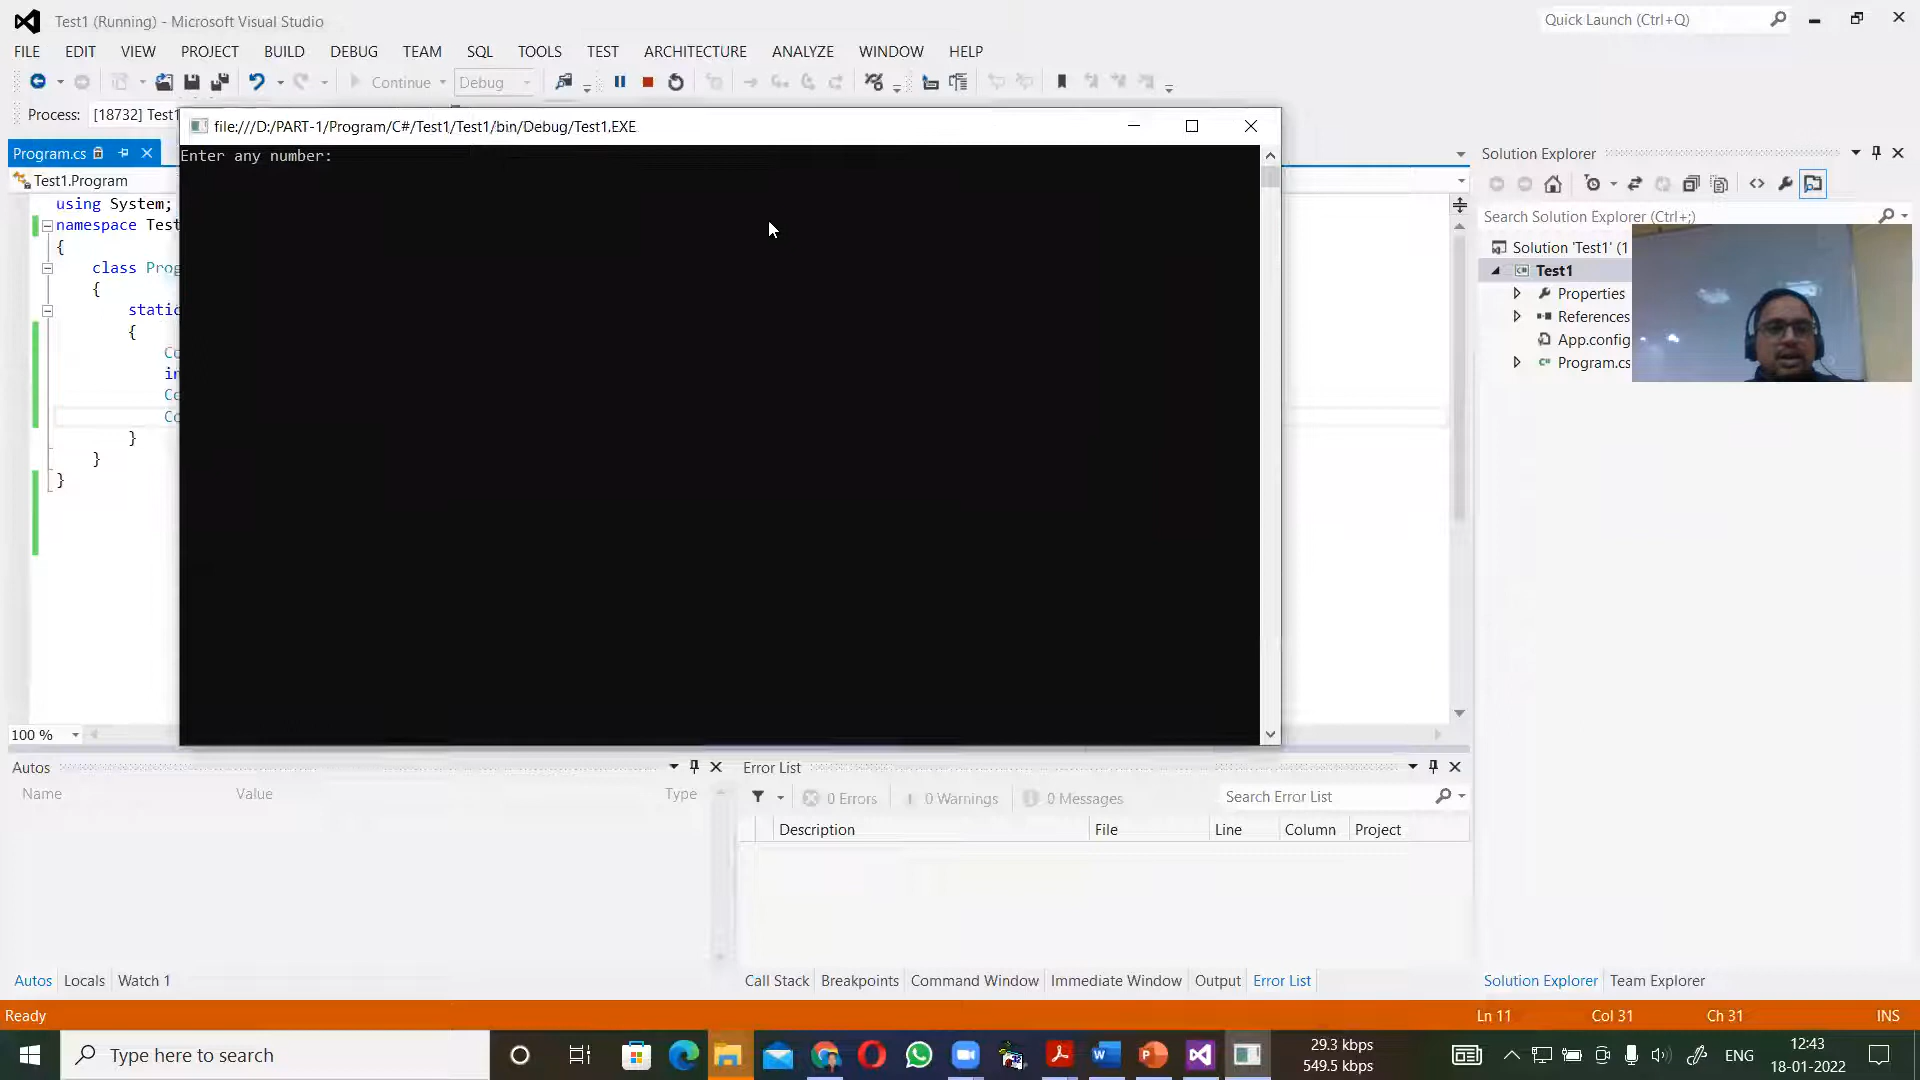 Test1 (Running) - Microsoft Visual Studio
Quick Launch (Ctrl+Q)
FILE EDIT VIEW PROJECT BUILD DEBUG TEAM SQL TOOLS TEST ARCHITECTURE ANALYZE WINDOW HELP
Continue Debug
Process: [18732] Test1
file:///D:/PART-1/Program/C#/Test1/Test1/bin/Debug/Test1.EXE
Enter any number:
Program.cs
Test1.Program
using System;
namespace Test
{
class Prog
{
static
{
Co
in
Co
Co
}
}
}
100 %
Solution Explorer
Search Solution Explorer (Ctrl+;)
Solution 'Test1' (1
Test1
Properties
References
App.config
Program.cs
Autos
Name Value Type
Error List
0 Errors 0 Warnings 0 Messages
Search Error List
Description File Line Column Project
Autos Locals Watch 1
Call Stack Breakpoints Command Window Immediate Window Output Error List
Solution Explorer Team Explorer
Ready
Ln 11 Col 31 Ch 31 INS
Type here to search
29.3 kbps
549.5 kbps
ENG
12:43
18-01-2022